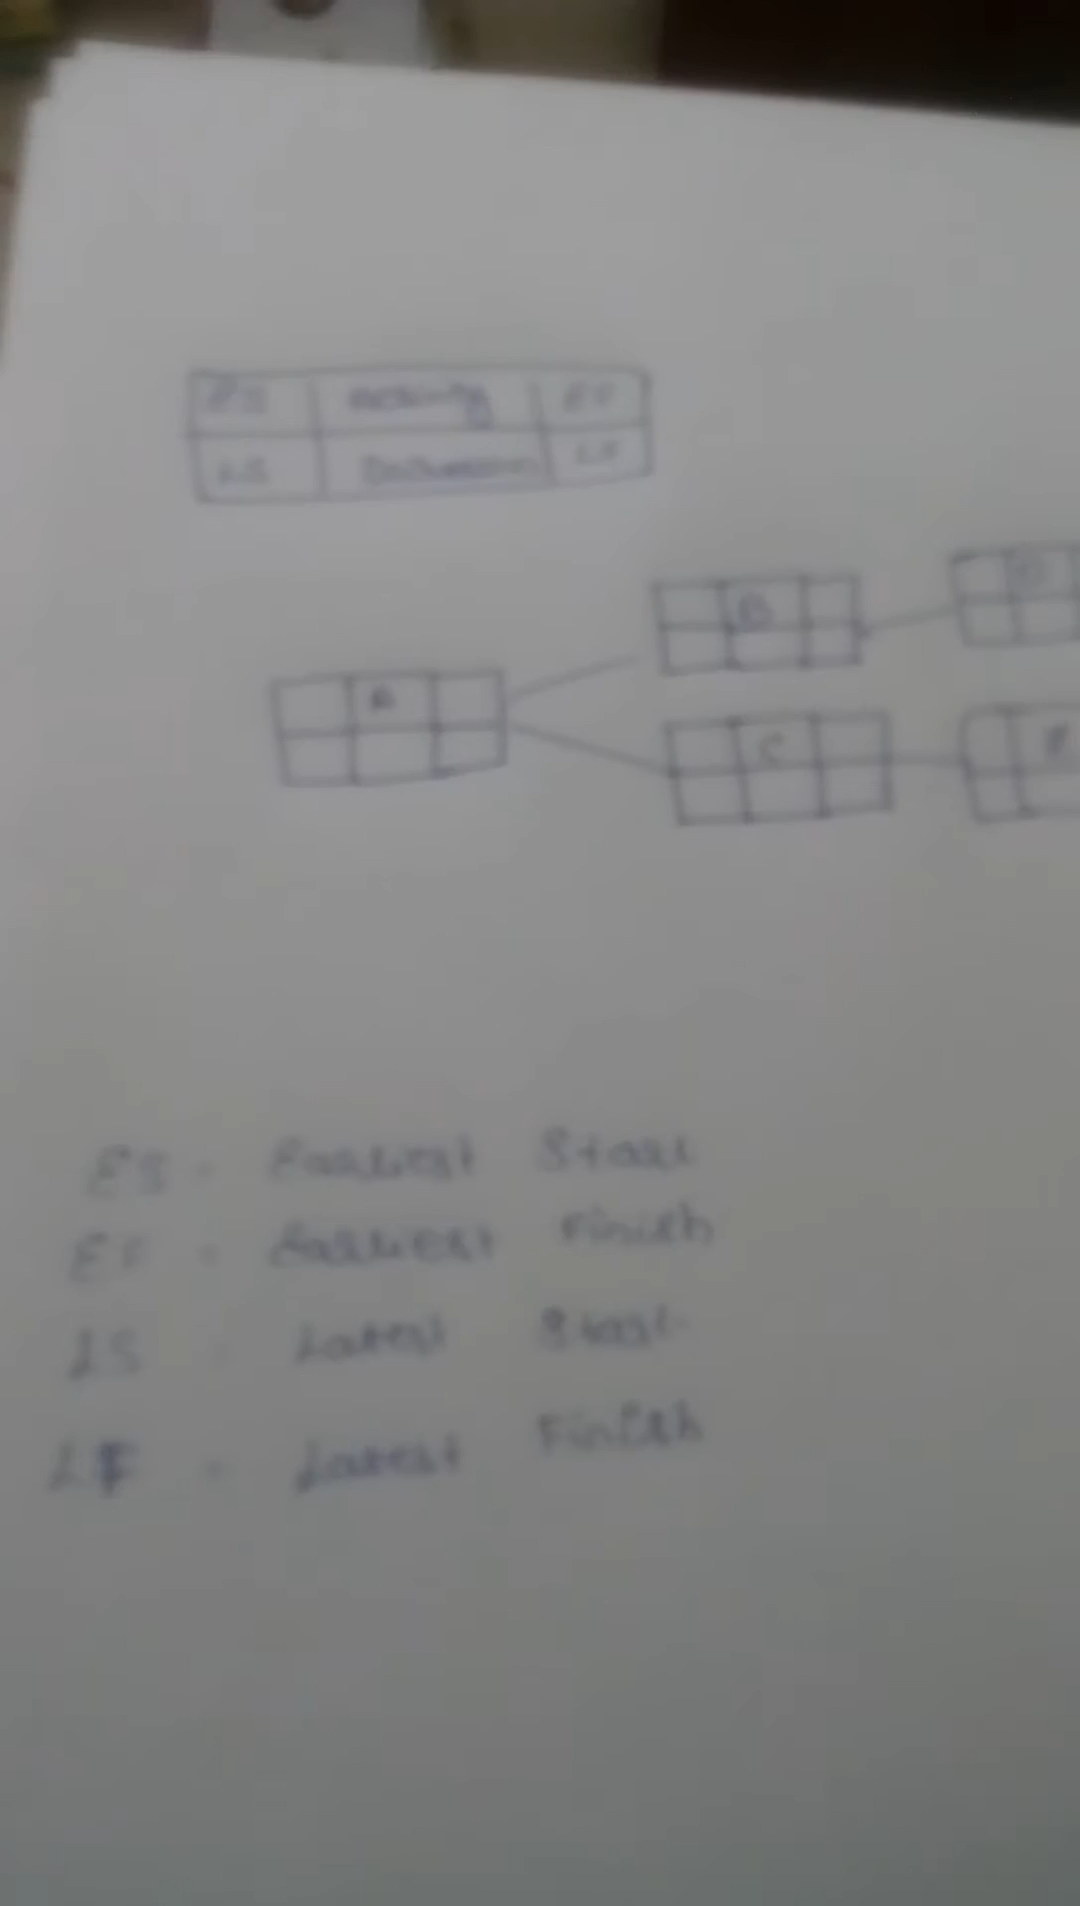 ES Activity EF
LS Duration LF
B D
A
C E
ES - Earliest Start
EF - Earliest Finish
LS - Latest Start
LF - Latest Finish